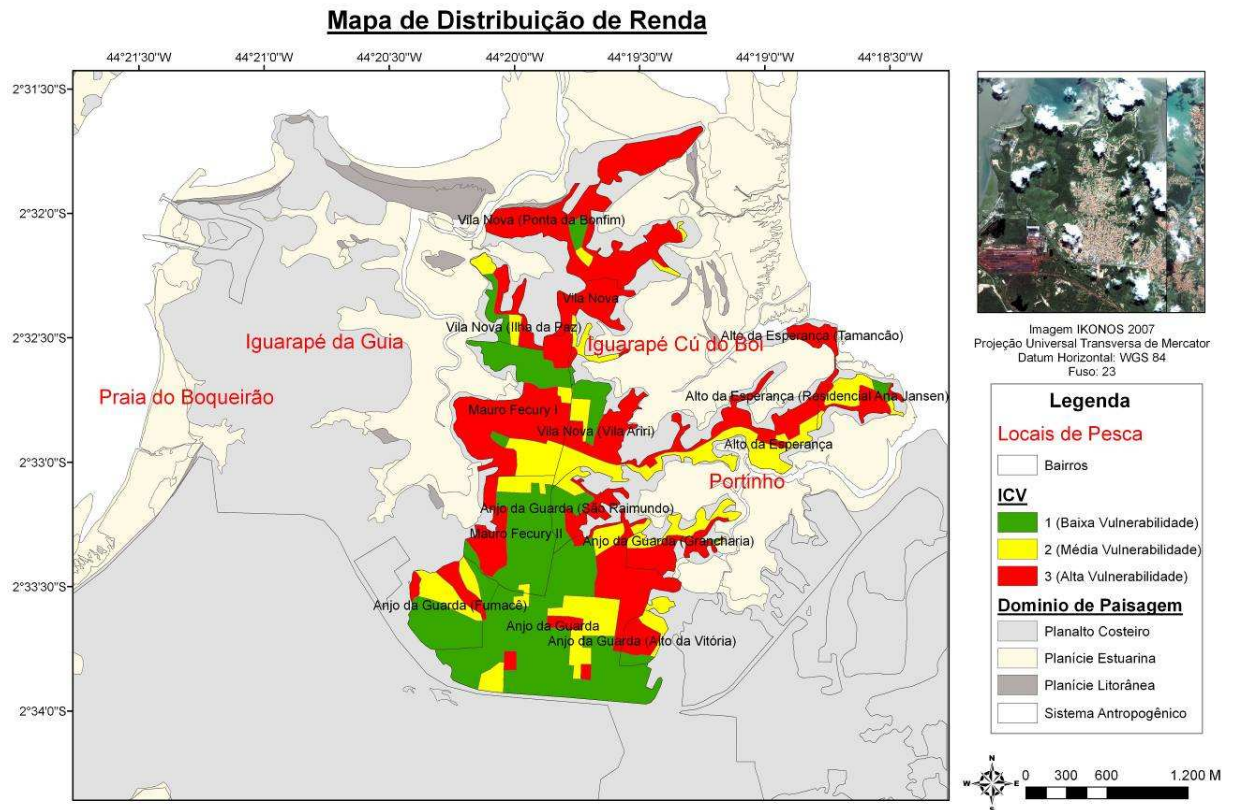 Mapa de Distribuição de Renda
44°21'30"W 44°21'0"W 44°20'30"W 44°20'0"W 44°19'30"W 44°19'0"W 44°18'30"W
2°31'30"S
2°32'0"S
2°32'30"S
2°33'0"S
2°33'30"S
2°34'0"S
Vila Nova (Ponta da Bonfim)
Vila Nova
Vila Nova (Ilha da Paz)
Iguarapé da Guia
Iguarapé Cú do Boi
Alto da Esperança (Tamancão)
Praia do Boqueirão
Alto da Esperança (Residencial Ana Jansen)
Mauro Fecury I
Vila Nova (Vila Ariri)
Alto da Esperança
Portinho
Anjo da Guarda (São Raimundo)
Mauro Fecury II
Anjo da Guarda (Grancharia)
Anjo da Guarda (Fumacê)
Anjo da Guarda
Anjo da Guarda (Alto da Vitória)
Imagem IKONOS 2007
Projeção Universal Transversa de Mercator
Datum Horizontal: WGS 84
Fuso: 23
Legenda
Locais de Pesca
Bairros
ICV
1 (Baixa Vulnerabilidade)
2 (Média Vulnerabilidade)
3 (Alta Vulnerabilidade)
Dominio de Paisagem
Planalto Costeiro
Planície Estuarina
Planície Litorânea
Sistema Antropogênico
N
W E
S
0 300 600 1.200 M